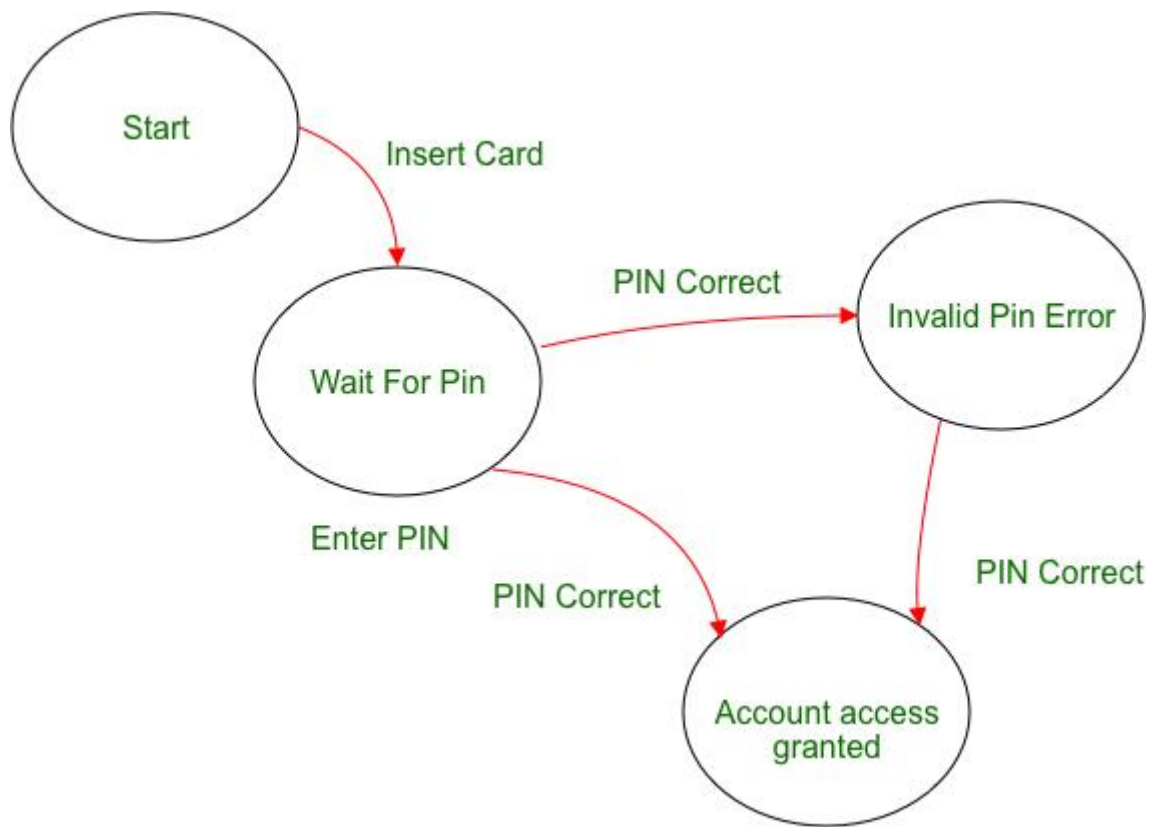 Start
Insert Card
PIN Correct
Invalid Pin Error
Wait For Pin
Enter PIN
PIN Correct
PIN Correct
Account access
granted